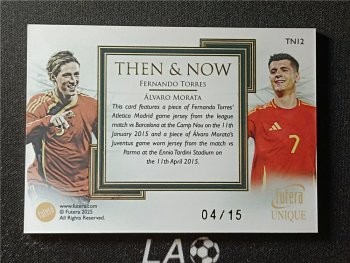 TN12
THEN & NOW
FERNANDO TORRES
ÁLVARO MORATA
This card features a piece of Fernando Torres'
Atletico Madrid game jersey from the league
match vs Barcelona at the Camp Nou on the 11th
January 2015 and a piece of Álvaro Morata's
Juventus game worn jersey from the match vs
Parma at the Ennio Tardini Stadium on
the 11th April 2015.
7
www.futera.com
© Futera 2025
All Rights Reserved.
04/15
futera
UNIQUE
LA